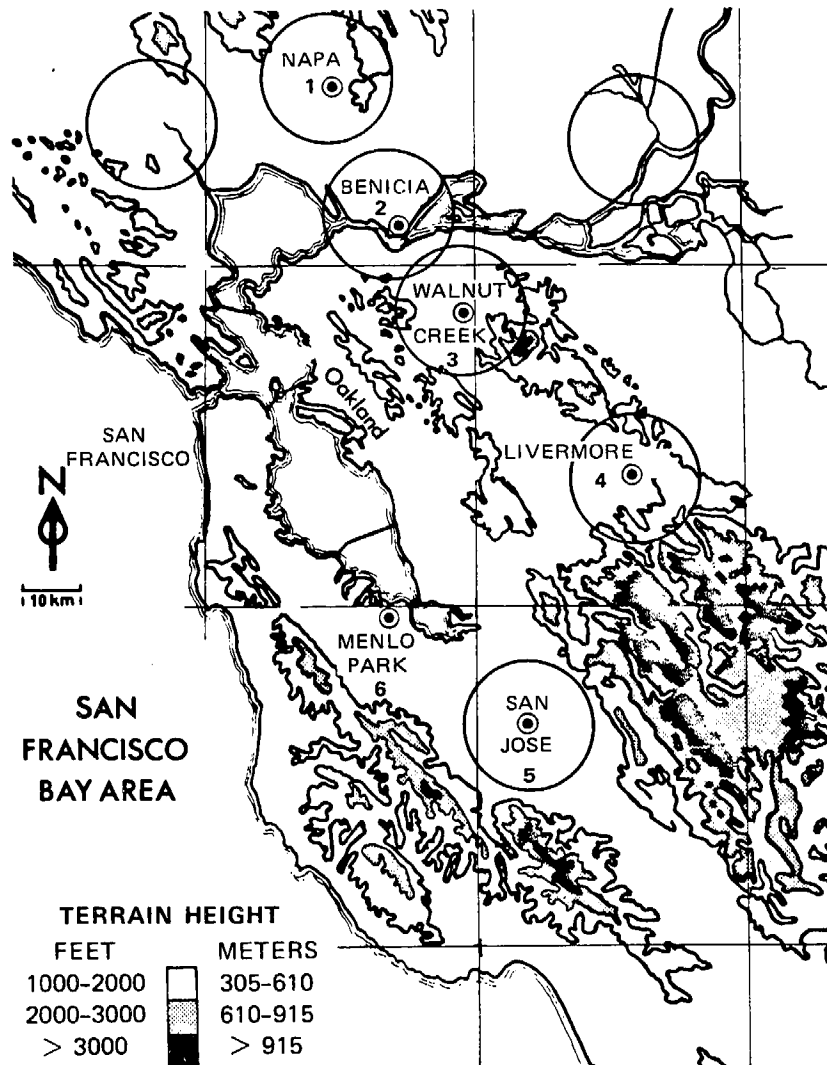 NAPA
1
BENICIA
2
WALNUT
CREEK
3
Oakland
SAN
FRANCISCO
LIVERMORE
4
N
10 km
MENLO
PARK
6
SAN
JOSE
5
SAN
FRANCISCO
BAY AREA
TERRAIN HEIGHT
FEET METERS
1000-2000 305-610
2000-3000 610-915
> 3000 > 915